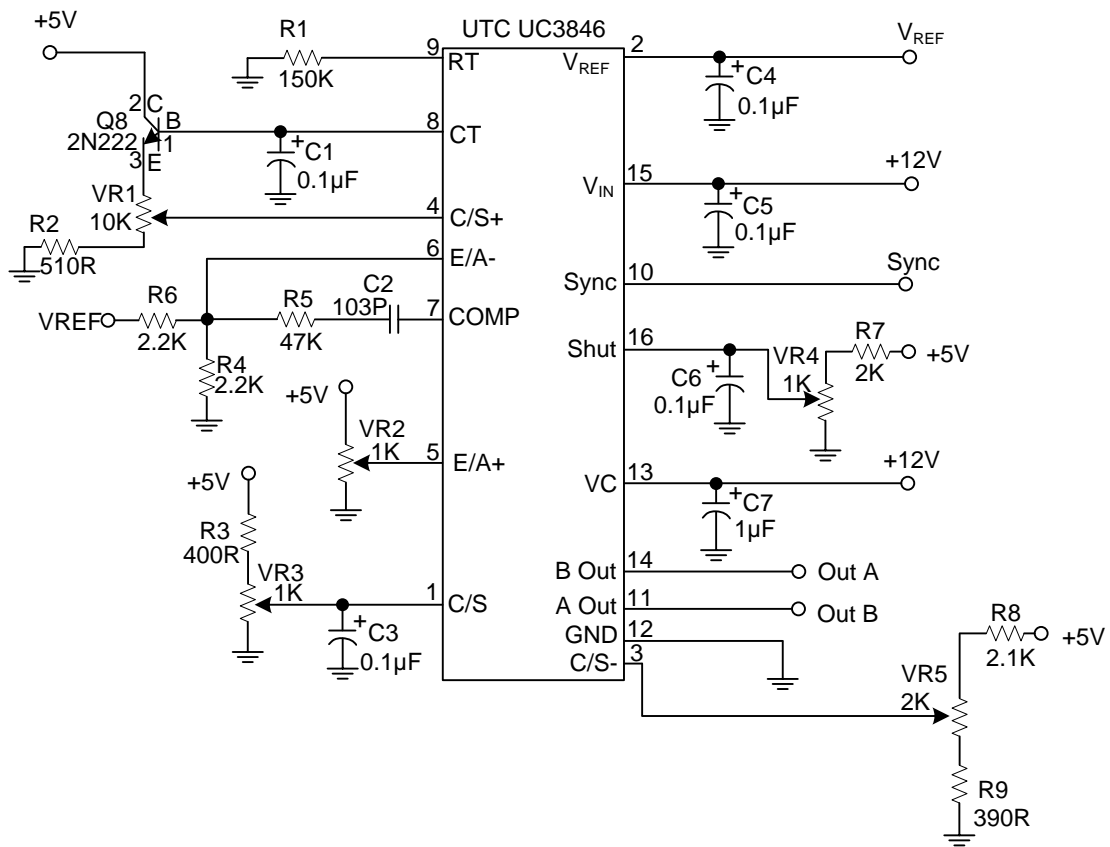 UTC UC3846
+5V
R1
150K
9
RT
2
V_REF
V_REF
+
C4
0.1µF
2
C
Q8
B
2N222
1
3
E
8
CT
+
C1
0.1µF
VR1
10K
4
C/S+
R2
510R
15
V_IN
+12V
+
C5
0.1µF
6
E/A-
R6
VREF
2.2K
R5
47K
C2
103P
7
COMP
R4
2.2K
10
Sync
Sync
16
Shut
C6
+
0.1µF
VR4
1K
R7
2K
+5V
+5V
VR2
1K
5
E/A+
13
VC
+12V
+
C7
1µF
+5V
R3
400R
VR3
1K
1
C/S
+
C3
0.1µF
14
B Out
Out A
11
A Out
Out B
12
GND
3
C/S-
R8
2.1K
+5V
VR5
2K
R9
390R